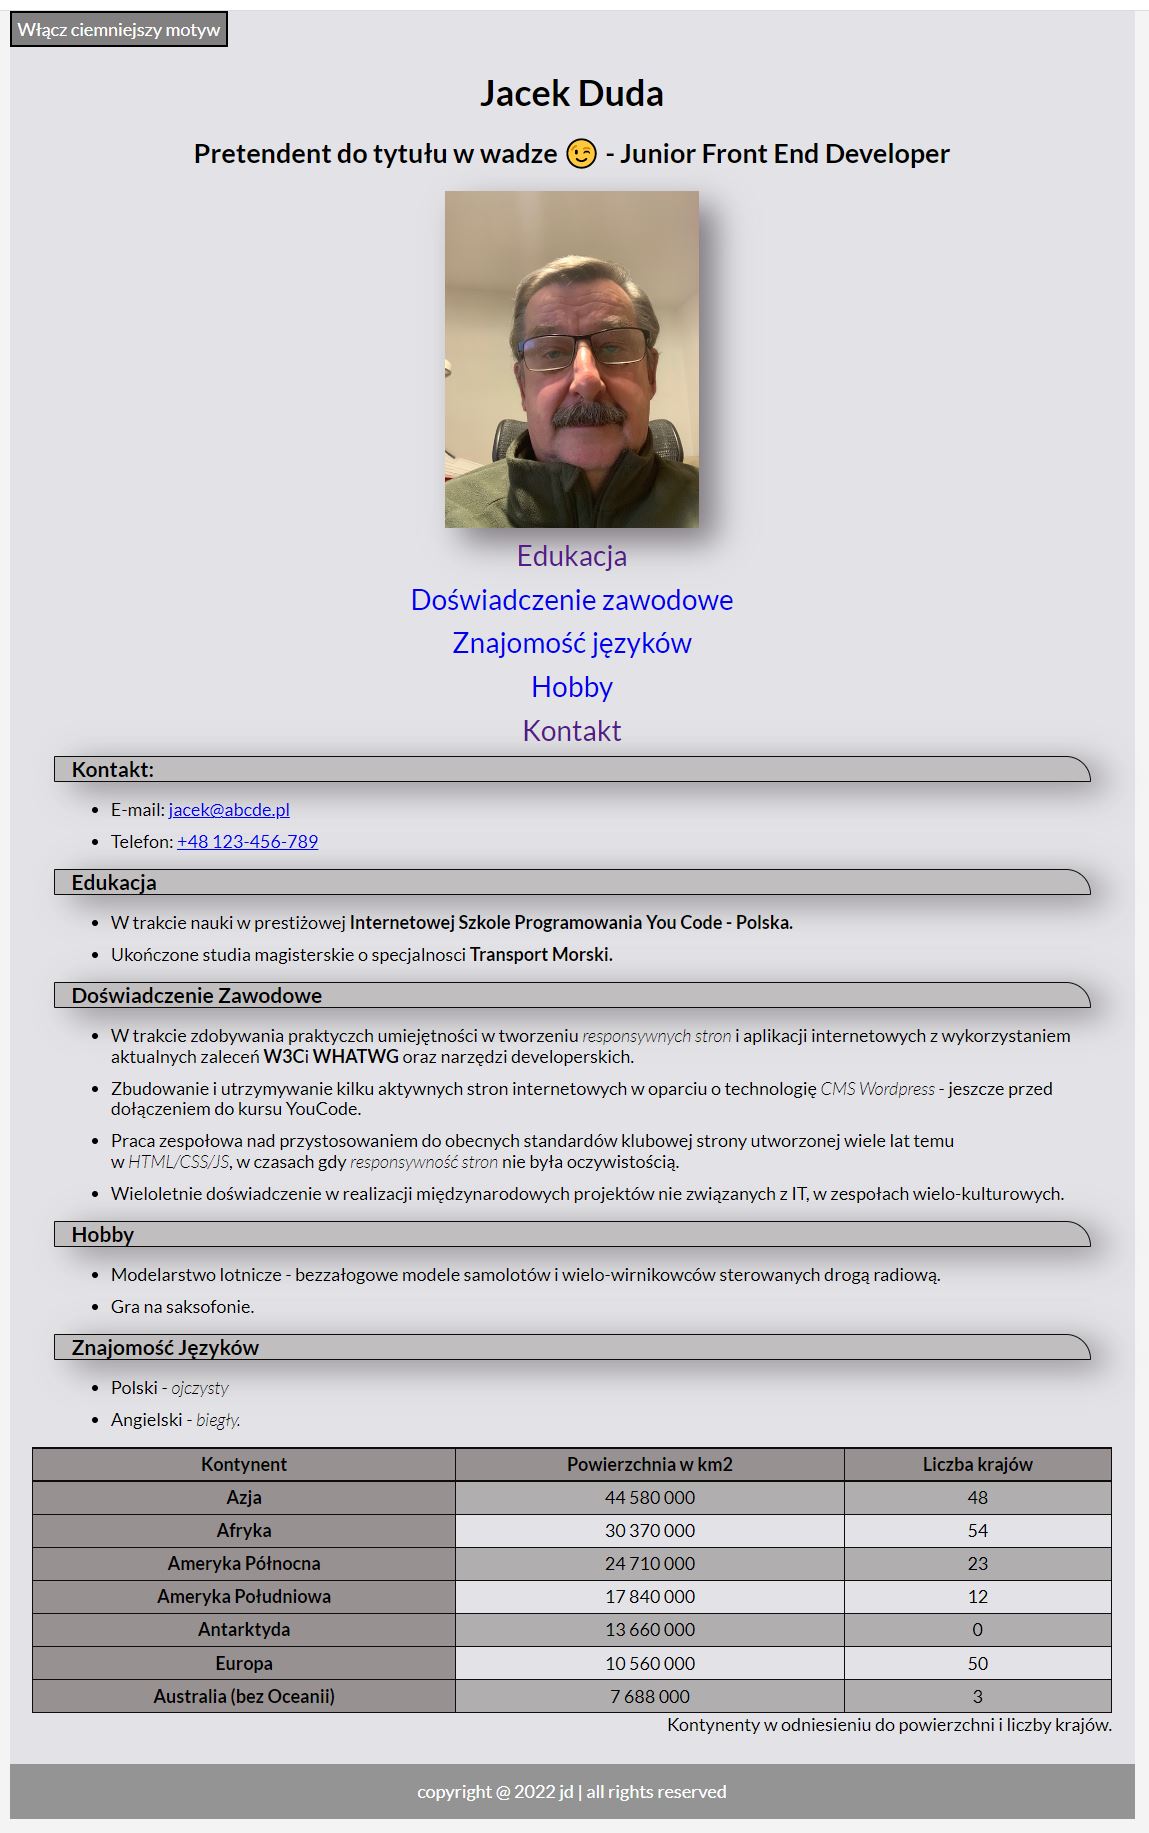 Włącz ciemniejszy motyw
Jacek Duda
Pretendent do tytułu w wadze 😉 - Junior Front End Developer
Edukacja
Doświadczenie zawodowe
Znajomość języków
Hobby
Kontakt
Kontakt:
E-mail: jacek@abcde.pl
Telefon: +48 123-456-789
Edukacja
W trakcie nauki w prestiżowej Internetowej Szkole Programowania You Code - Polska.
Ukończone studia magisterskie o specjalnosci Transport Morski.
Doświadczenie Zawodowe
W trakcie zdobywania praktyczch umiejętności w tworzeniu responsywnych stron i aplikacji internetowych z wykorzystaniem
aktualnych zaleceń W3Ci WHATWG oraz narzędzi developerskich.
Zbudowanie i utrzymywanie kilku aktywnych stron internetowych w oparciu o technologię CMS Wordpress - jeszcze przed
dołączeniem do kursu YouCode.
Praca zespołowa nad przystosowaniem do obecnych standardów klubowej strony utworzonej wiele lat temu
w HTML/CSS/JS, w czasach gdy responsywność stron nie była oczywistością.
Wieloletnie doświadczenie w realizacji międzynarodowych projektów nie związanych z IT, w zespołach wielo-kulturowych.
Hobby
Modelarstwo lotnicze - bezzałogowe modele samolotów i wielo-wirnikowców sterowanych drogą radiową.
Gra na saksofonie.
Znajomość Języków
Polski - ojczysty
Angielski - biegły.
Kontynent Powierzchnia w km2 Liczba krajów
Azja 44 580 000 48
Afryka 30 370 000 54
Ameryka Północna 24 710 000 23
Ameryka Południowa 17 840 000 12
Antarktyda 13 660 000 0
Europa 10 560 000 50
Australia (bez Oceanii) 7 688 000 3
Kontynenty w odniesieniu do powierzchni i liczby krajów.
copyright @ 2022 jd | all rights reserved